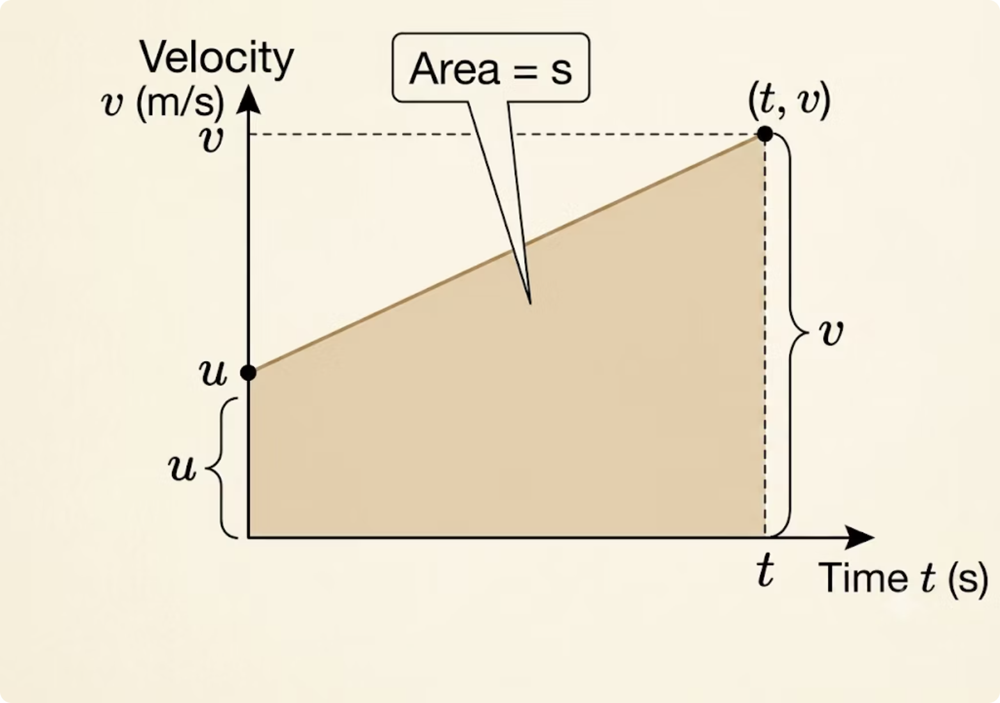 Velocity
v (m/s)
Area = s
(t, v)
v
u
u
v
t
Time t (s)